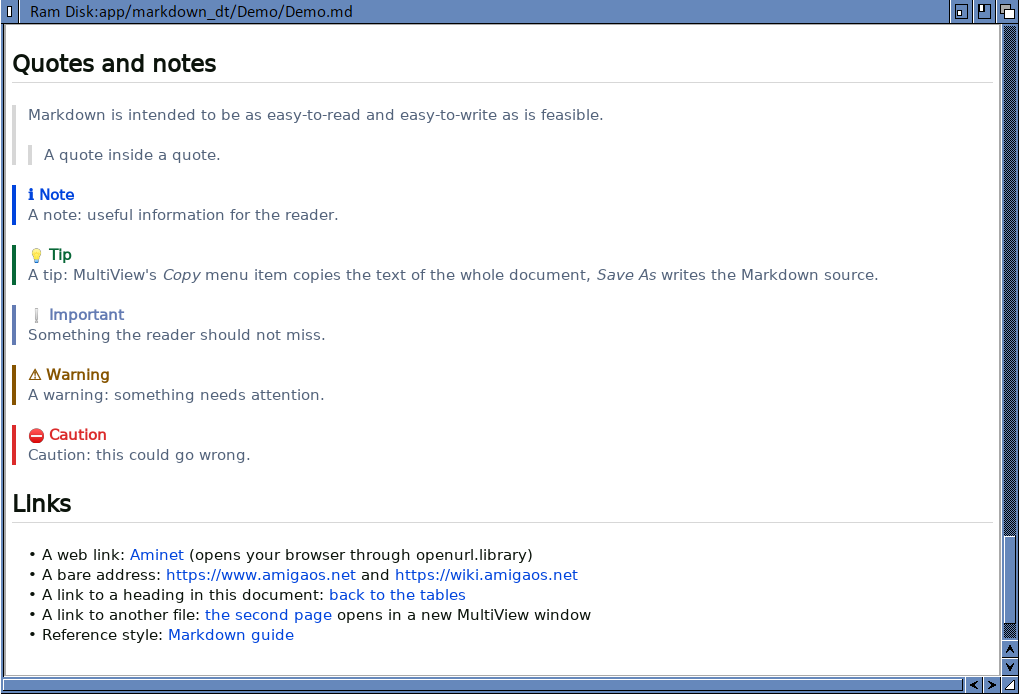 Ram Disk:app/markdown_dt/Demo/Demo.md
Quotes and notes
Markdown is intended to be as easy-to-read and easy-to-write as is feasible.
A quote inside a quote.
ℹ Note
A note: useful information for the reader.
💡 Tip
A tip: MultiView's Copy menu item copies the text of the whole document, Save As writes the Markdown source.
❕ Important
Something the reader should not miss.
⚠ Warning
A warning: something needs attention.
⛔ Caution
Caution: this could go wrong.
Links
• A web link: Aminet (opens your browser through openurl.library)
• A bare address: https://www.amigaos.net and https://wiki.amigaos.net
• A link to a heading in this document: back to the tables
• A link to another file: the second page opens in a new MultiView window
• Reference style: Markdown guide